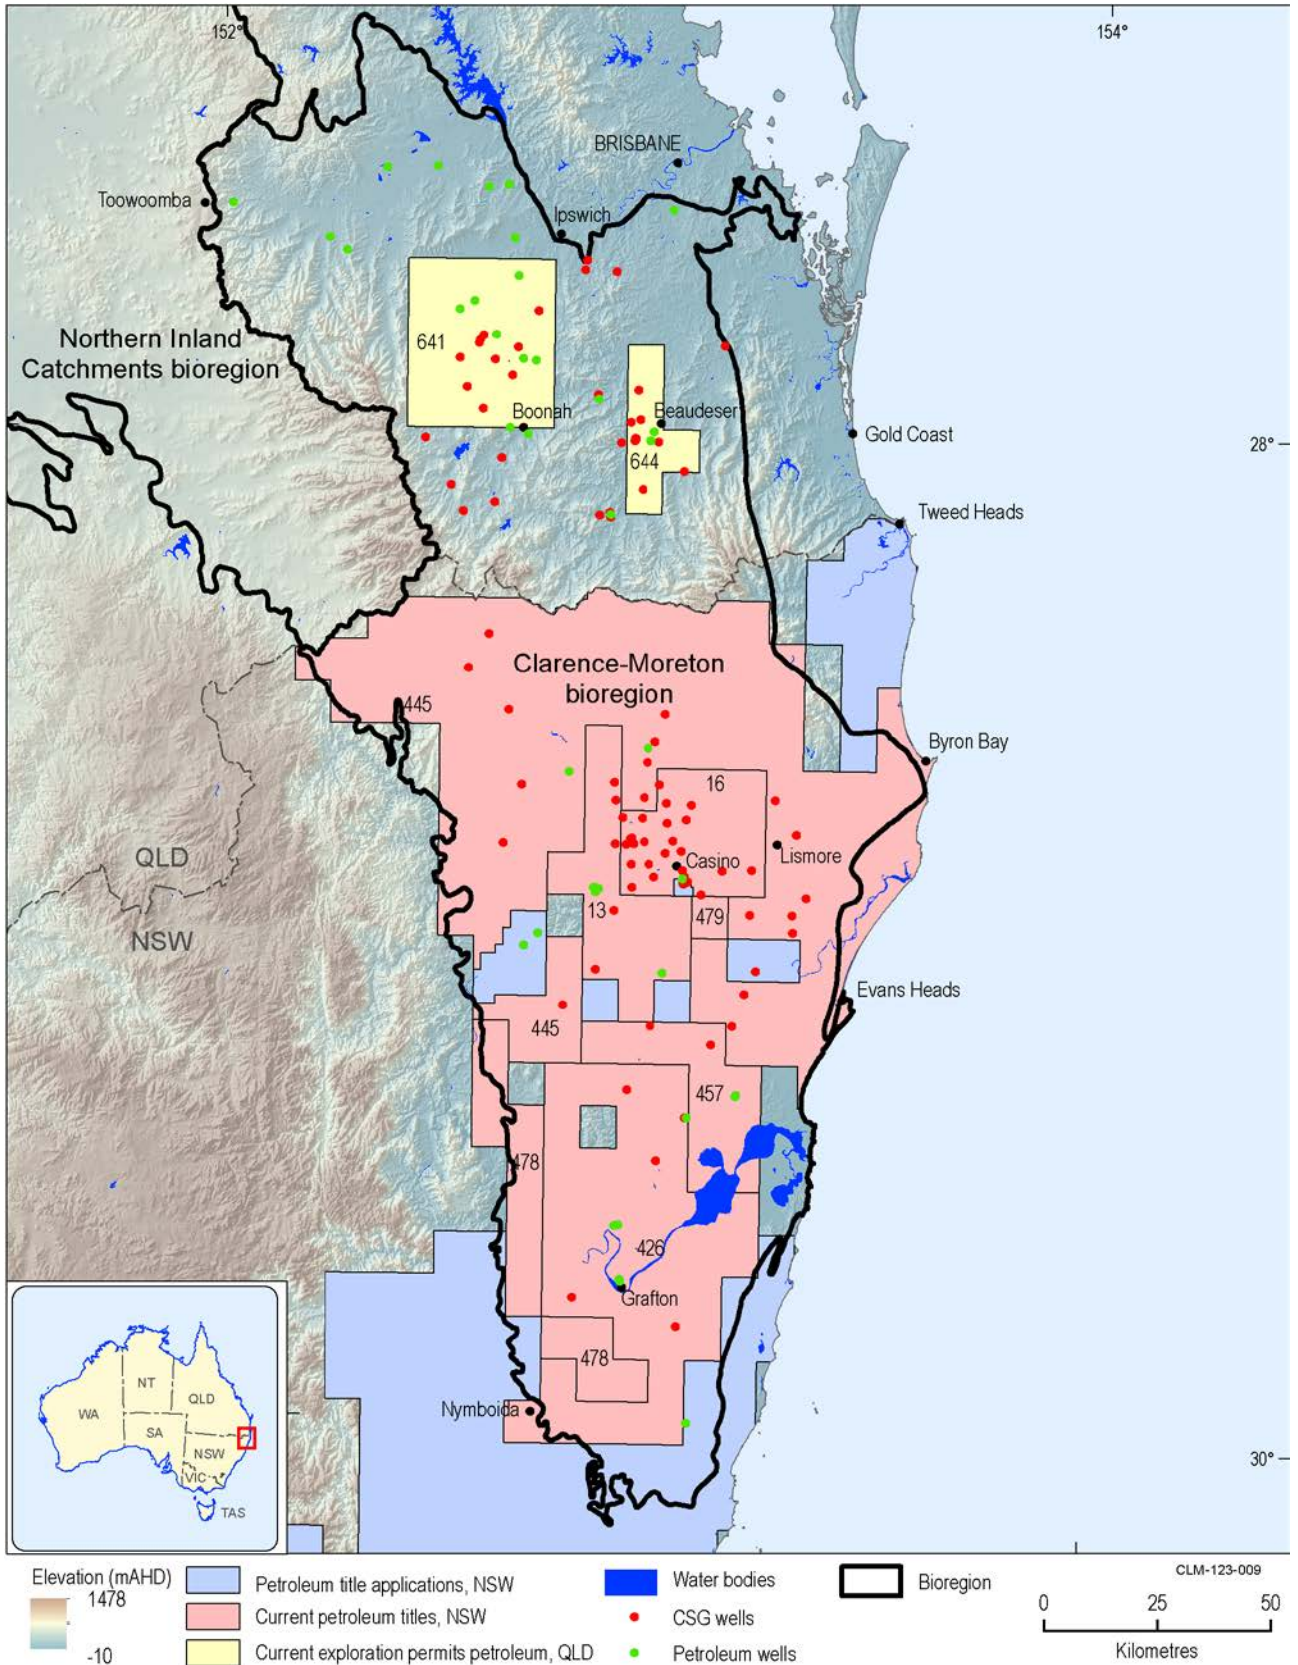 152°
154°
BRISBANE
Toowoomba
Ipswich
Northern Inland
Catchments bioregion
641
Boonah
Beaudeser
644
Gold Coast
28°
Tweed Heads
Clarence-Moreton
bioregion
445
Byron Bay
16
QLD
Casino
Lismore
13
479
NSW
Evans Heads
445
457
478
426
Grafton
478
Nymboida
30°
WA
NT
QLD
SA
NSW
VIC
TAS
Elevation (mAHD)
1478
-10
Petroleum title applications, NSW
Current petroleum titles, NSW
Current exploration permits petroleum, QLD
Water bodies
CSG wells
Petroleum wells
Bioregion
CLM-123-009
0 25 50
Kilometres